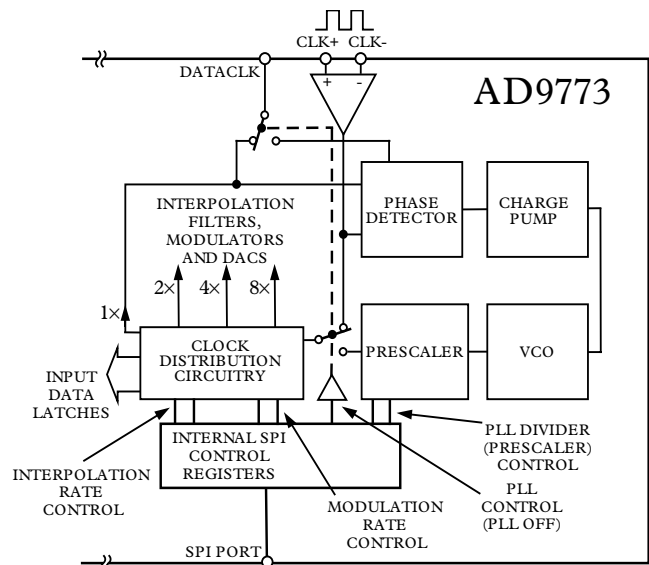 CLK+ CLK-
DATACLK
+ -
AD9773
INTERPOLATION
FILTERS,
MODULATORS
AND DACS
PHASE
DETECTOR
CHARGE
PUMP
2× 4× 8×
1×
CLOCK
DISTRIBUTION
CIRCUITRY
PRESCALER
VCO
INPUT
DATA
LATCHES
INTERNAL SPI
CONTROL
REGISTERS
PLL DIVIDER
(PRESCALER)
CONTROL
INTERPOLATION
RATE
CONTROL
MODULATION
RATE
CONTROL
PLL
CONTROL
(PLL OFF)
SPI PORT